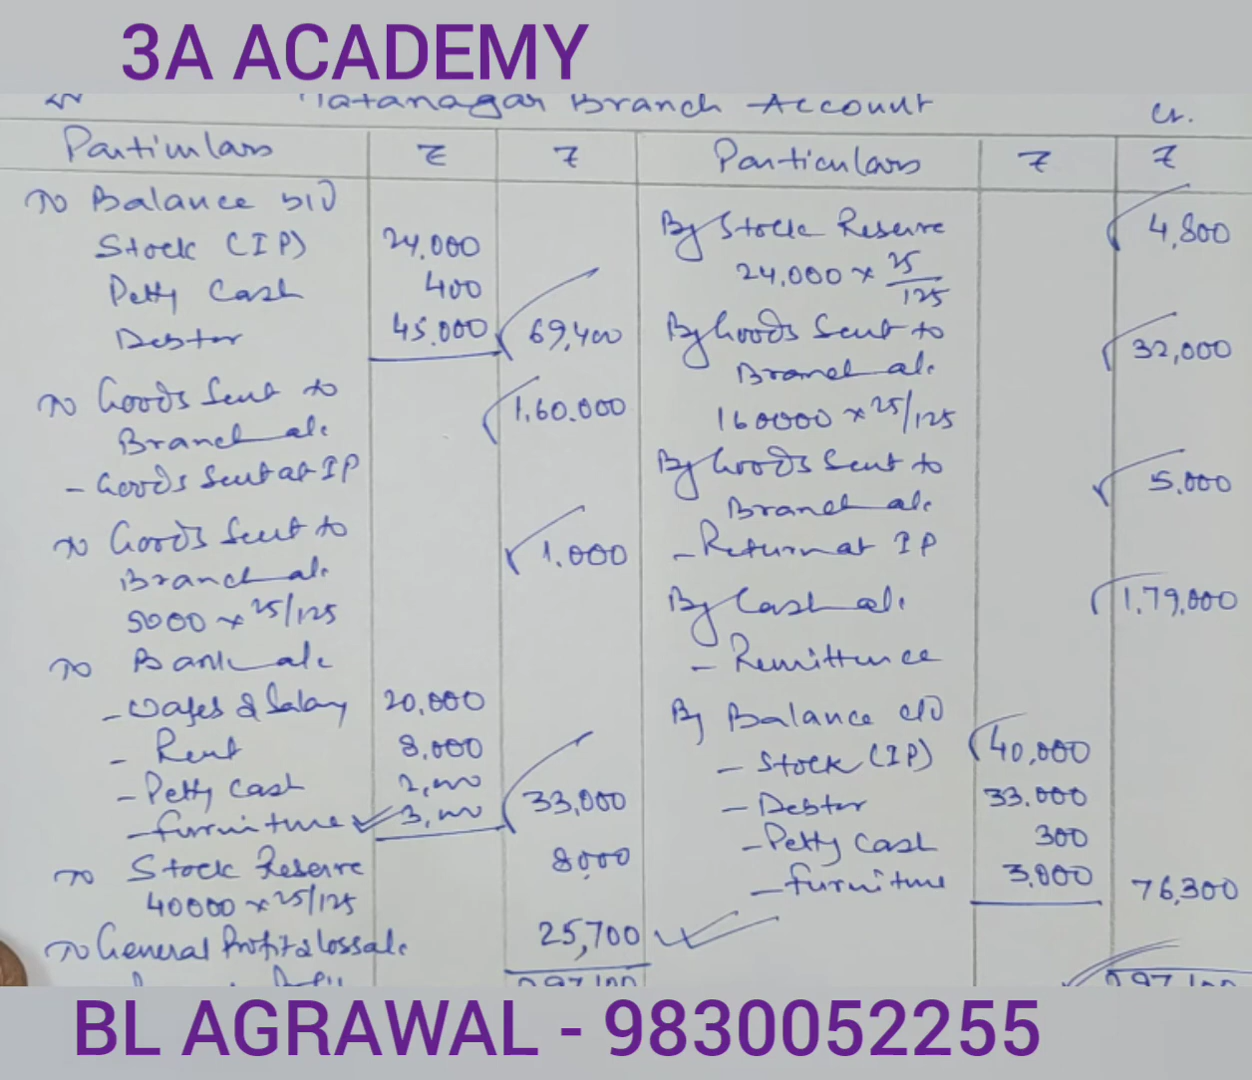 3A ACADEMY
Tatanagar Branch Account
Cr.
Particulars ₹ ₹ Particulars ₹ ₹
To Balance b/d
Stock (IP) 24,000
Petty Cash 400
Debtor 45,000 69,400
To Goods Sent to 1,60,000
Branch a/c
- Goods Sent at IP
To Goods Sent to 1,000
Branch a/c
5000 × 25/125
To Bank a/c
- Wages & Salary 20,000
- Rent 8,000
- Petty Cash 2,000
- furniture 3,000 33,000
To Stock Reserve 8,000
40000 × 25/125
To General Profit & Loss a/c 25,700
By Stock Reserve 4,800
24,000 × 25/125
By Goods Sent to 32,000
Branch a/c
160000 × 25/125
By Goods Sent to 5,000
Branch a/c
- Return at IP
By Cash a/c 1,79,000
- Remittance
By Balance c/d
- Stock (IP) 40,000
- Debtor 33,000
- Petty Cash 300
- furniture 3,000 76,300
BL AGRAWAL - 9830052255